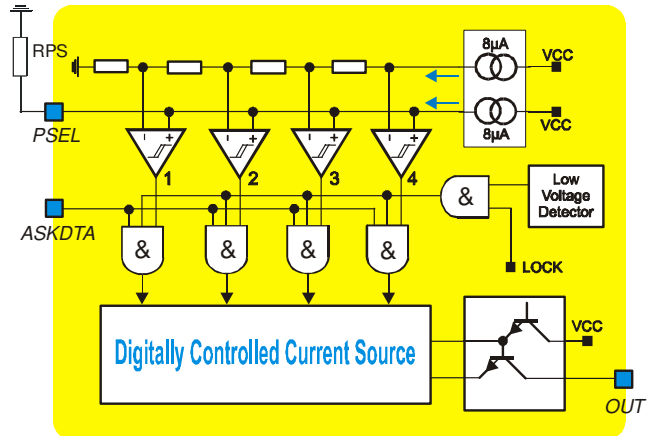 RPS
8µA
VCC
VCC
8µA
PSEL
- +
- +
- +
- +
1
2
3
4
&
Low
Voltage
Detector
ASKDTA
&
&
&
&
LOCK
Digitally Controlled Current Source
VCC
OUT